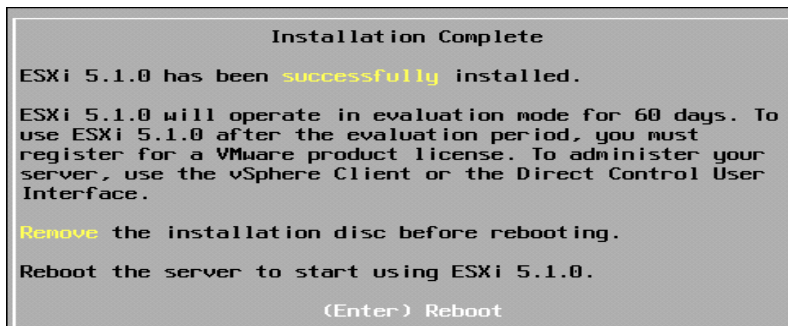 Installation Complete
ESXi 5.1.0 has been successfully installed.
ESXi 5.1.0 will operate in evaluation mode for 60 days. To
use ESXi 5.1.0 after the evaluation period, you must
register for a VMware product license. To administer your
server, use the vSphere Client or the Direct Control User
Interface.
Remove the installation disc before rebooting.
Reboot the server to start using ESXi 5.1.0.
(Enter) Reboot